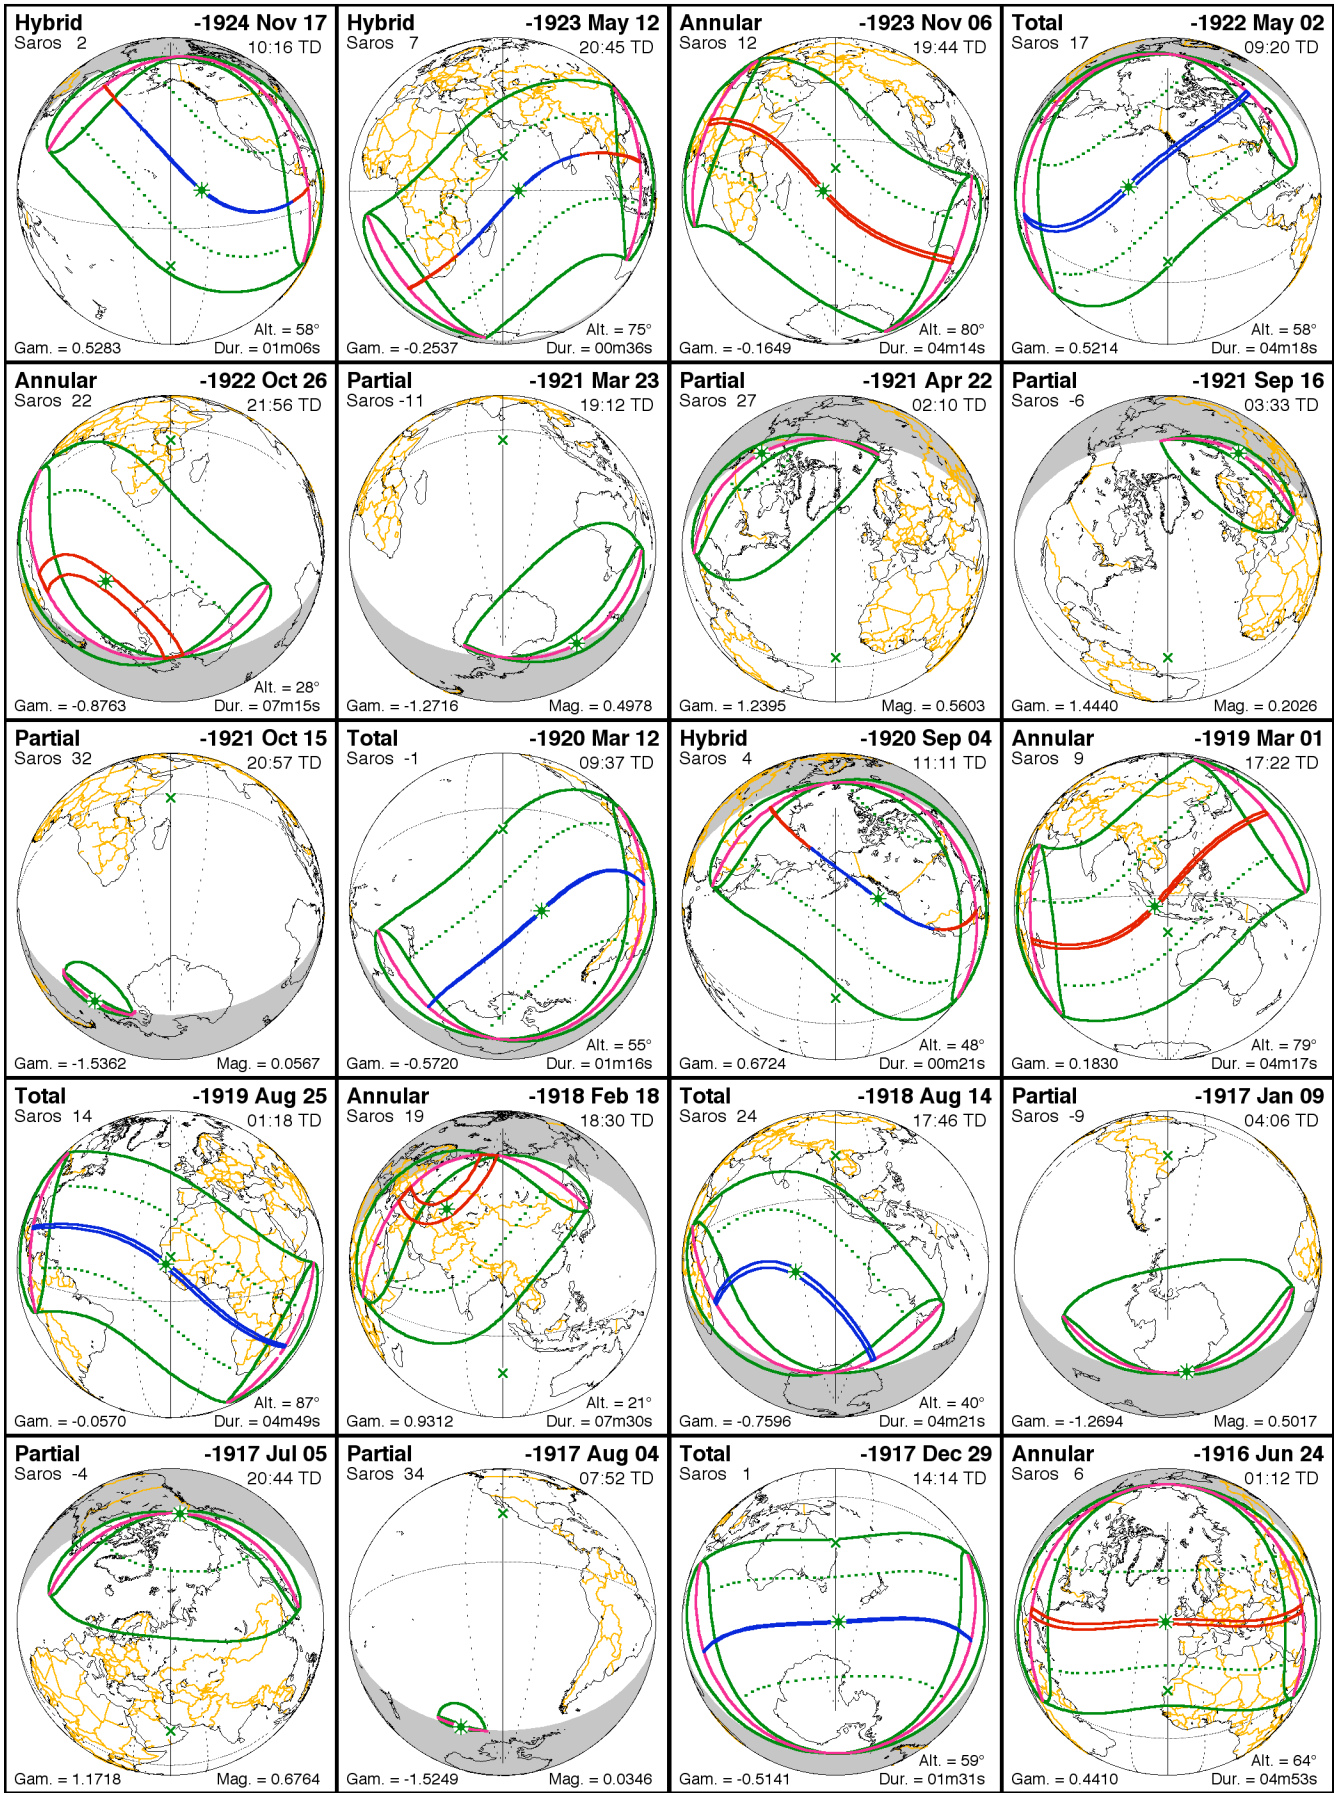 Hybrid -1924 Nov 17
Saros 2 10:16 TD
Alt. = 58°
Gam. = 0.5283 Dur. = 01m06s
Hybrid -1923 May 12
Saros 7 20:45 TD
Alt. = 75°
Gam. = -0.2537 Dur. = 00m36s
Annular -1923 Nov 06
Saros 12 19:44 TD
Alt. = 80°
Gam. = -0.1649 Dur. = 04m14s
Total -1922 May 02
Saros 17 09:20 TD
Alt. = 58°
Gam. = 0.5214 Dur. = 04m18s
Annular -1922 Oct 26
Saros 22 21:56 TD
Alt. = 28°
Gam. = -0.8763 Dur. = 07m15s
Partial -1921 Mar 23
Saros -11 19:12 TD
Gam. = -1.2716 Mag. = 0.4978
Partial -1921 Apr 22
Saros 27 02:10 TD
Gam. = 1.2395 Mag. = 0.5603
Partial -1921 Sep 16
Saros -6 03:33 TD
Gam. = 1.4440 Mag. = 0.2026
Partial -1921 Oct 15
Saros 32 20:57 TD
Gam. = -1.5362 Mag. = 0.0567
Total -1920 Mar 12
Saros -1 09:37 TD
Alt. = 55°
Gam. = -0.5720 Dur. = 01m16s
Hybrid -1920 Sep 04
Saros 4 11:11 TD
Alt. = 48°
Gam. = 0.6724 Dur. = 00m21s
Annular -1919 Mar 01
Saros 9 17:22 TD
Alt. = 79°
Gam. = 0.1830 Dur. = 04m17s
Total -1919 Aug 25
Saros 14 01:18 TD
Alt. = 87°
Gam. = -0.0570 Dur. = 04m49s
Annular -1918 Feb 18
Saros 19 18:30 TD
Alt. = 21°
Gam. = 0.9312 Dur. = 07m30s
Total -1918 Aug 14
Saros 24 17:46 TD
Alt. = 40°
Gam. = -0.7596 Dur. = 04m21s
Partial -1917 Jan 09
Saros -9 04:06 TD
Gam. = -1.2694 Mag. = 0.5017
Partial -1917 Jul 05
Saros -4 20:44 TD
Gam. = 1.1718 Mag. = 0.6764
Partial -1917 Aug 04
Saros 34 07:52 TD
Gam. = -1.5249 Mag. = 0.0346
Total -1917 Dec 29
Saros 1 14:14 TD
Alt. = 59°
Gam. = -0.5141 Dur. = 01m31s
Annular -1916 Jun 24
Saros 6 01:12 TD
Alt. = 64°
Gam. = 0.4410 Dur. = 04m53s